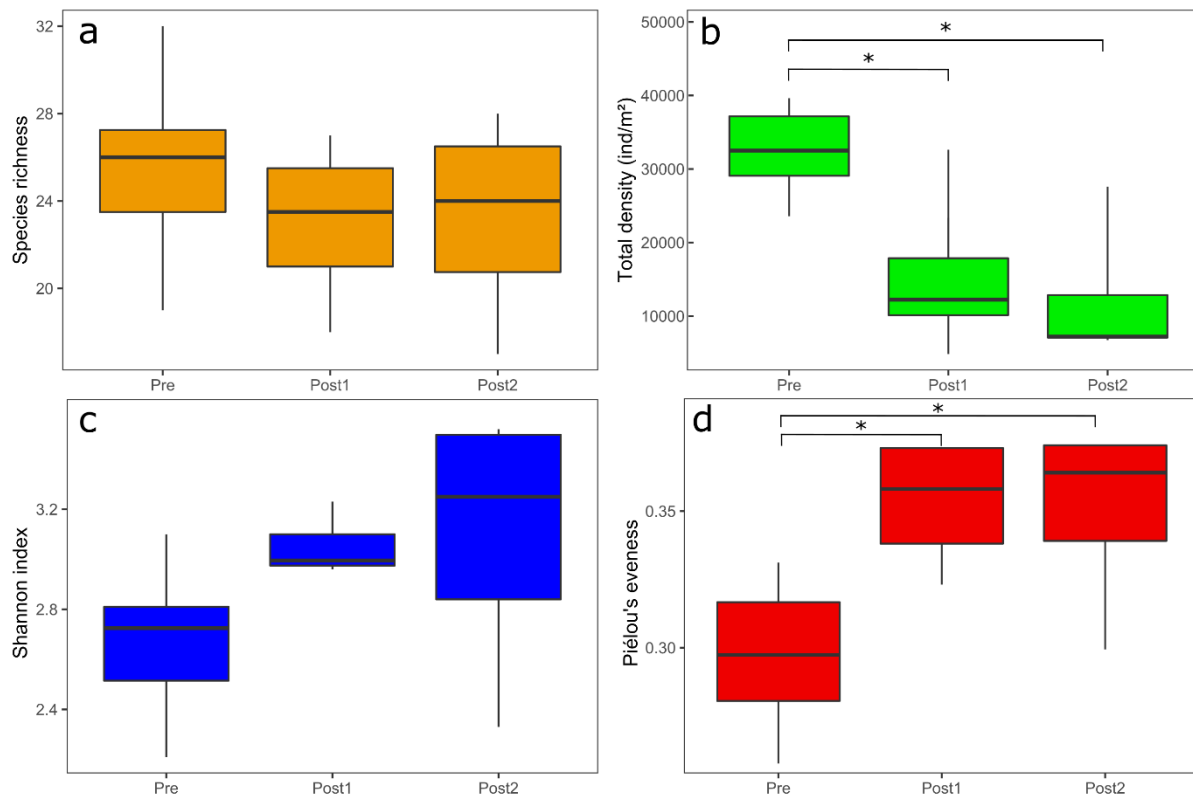 a
Species richness
32
28
24
20
Pre Post1 Post2
b
Total density (ind/m²)
50000
40000
30000
20000
10000
*
*
Pre Post1 Post2
c
Shannon index
3.2
2.8
2.4
Pre Post1 Post2
d
Piélou's eveness
0.35
0.30
*
*
Pre Post1 Post2